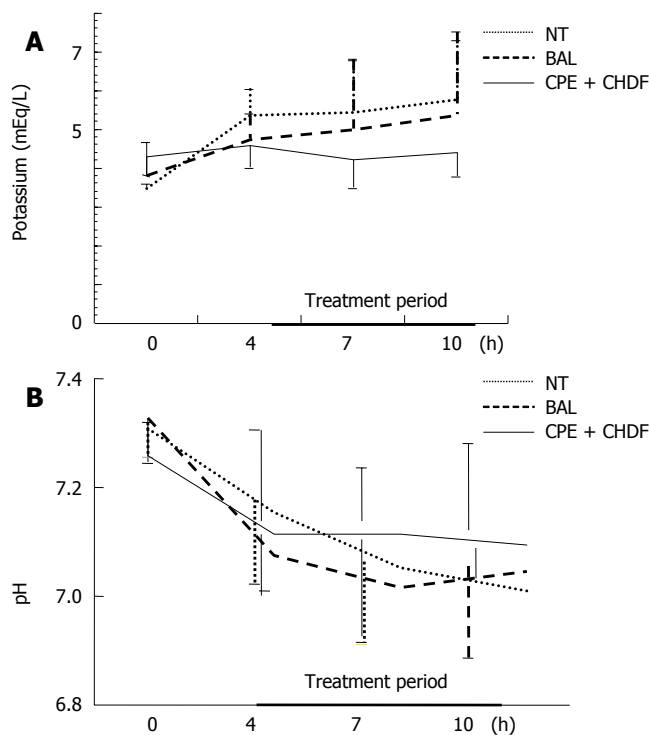 A
NT
BAL
CPE + CHDF
Potassium (mEq/L)
7
5
0
Treatment period
0 4 7 10 (h)
B
NT
BAL
CPE + CHDF
pH
7.4
7.2
7.0
6.8
Treatment period
0 4 7 10 (h)